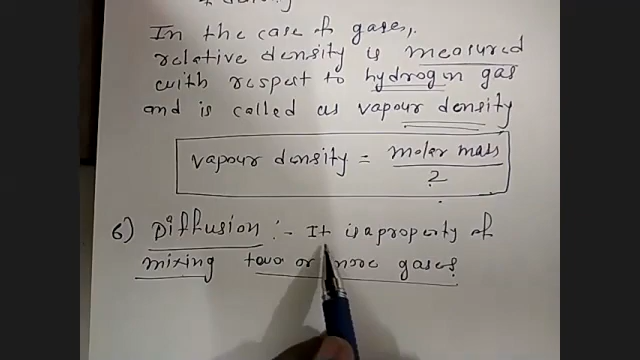 In the case of gases,
relative density is measured
with respect to hydrogen gas
and is called as vapour density
vapour density = molar mass / 2
6) Diffusion :- It is a property of
mixing two or more gases.